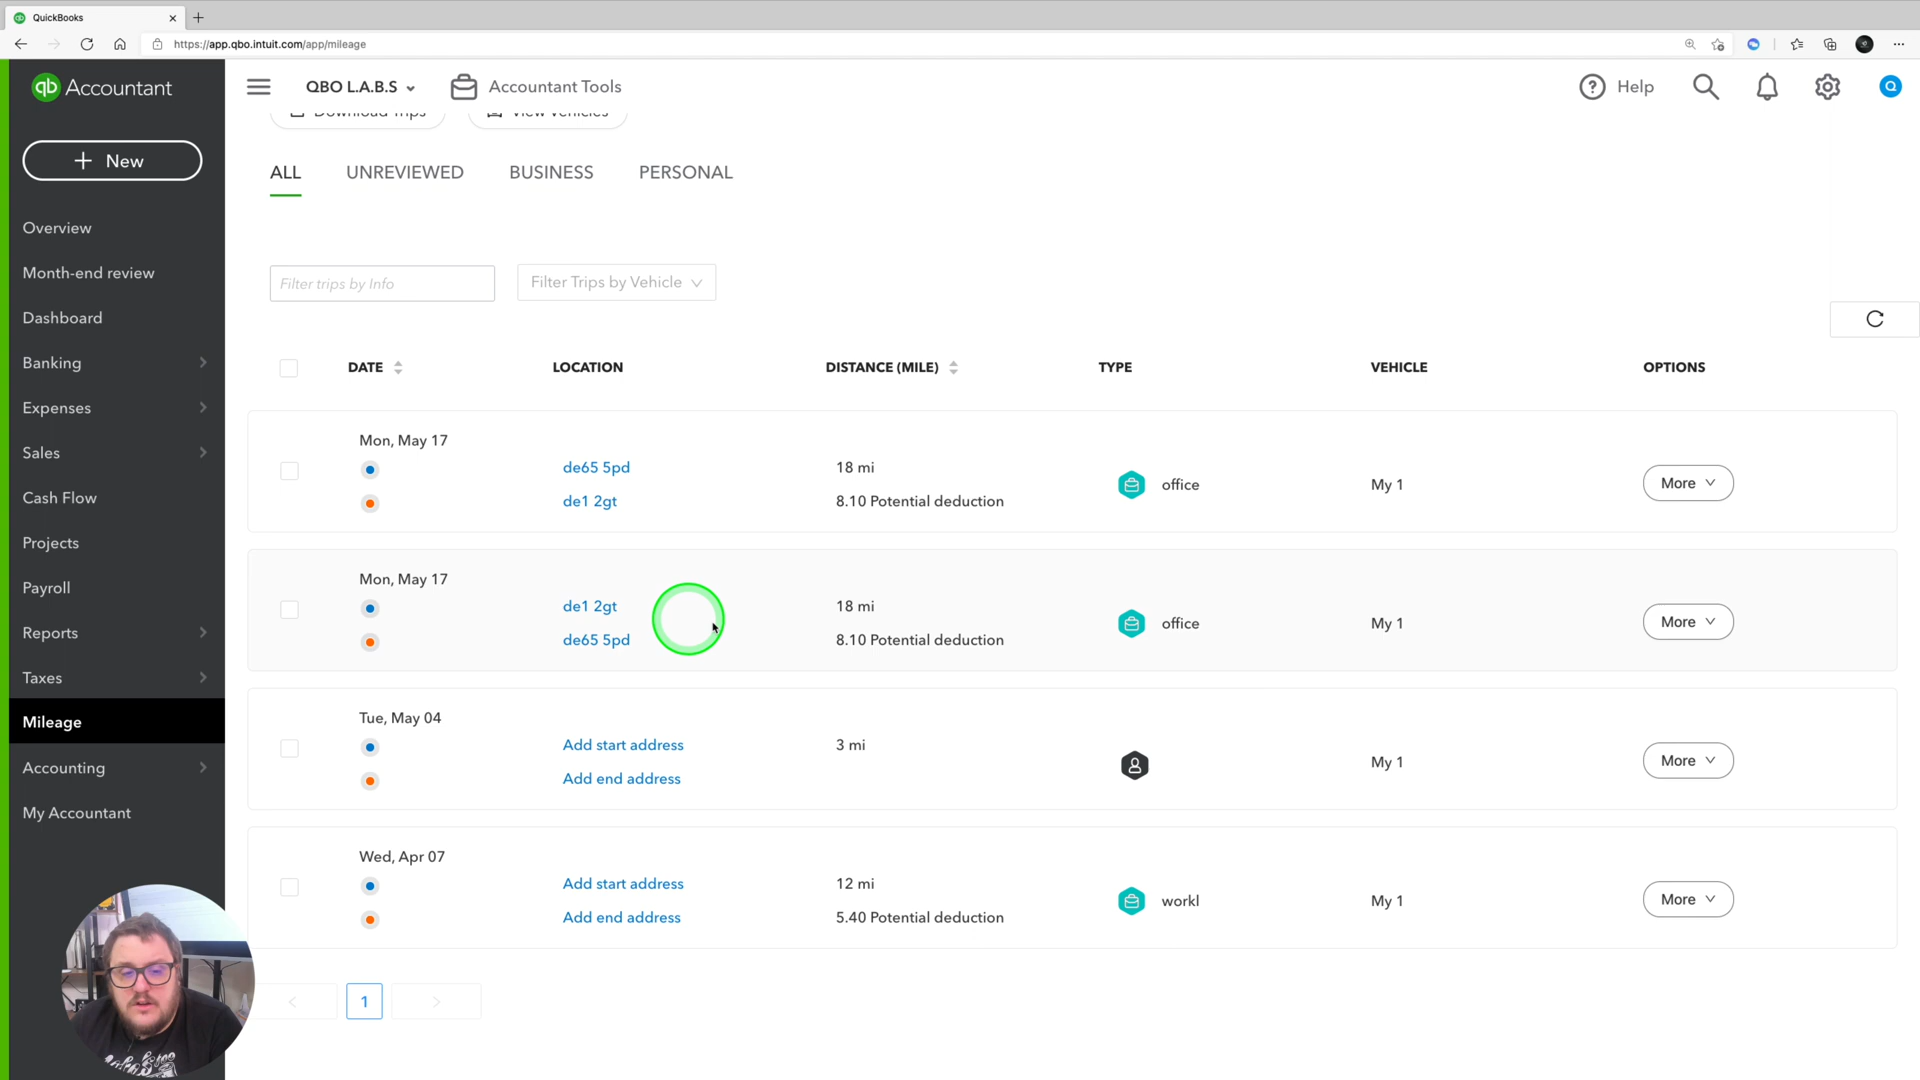 QuickBooks
https://app.qbo.intuit.com/app/mileage
qb Accountant
QBO L.A.B.S
Accountant Tools
Help
Q
Download Trips
View Vehicles
+ New
ALL
UNREVIEWED
BUSINESS
PERSONAL
Overview
Month-end review
Dashboard
Banking
Expenses
Sales
Cash Flow
Projects
Payroll
Reports
Taxes
Mileage
Accounting
My Accountant
Filter trips by Info
Filter Trips by Vehicle
DATE
LOCATION
DISTANCE (MILE)
TYPE
VEHICLE
OPTIONS
Mon, May 17
de65 5pd
de1 2gt
18 mi
8.10 Potential deduction
office
My 1
More
Mon, May 17
de1 2gt
de65 5pd
18 mi
8.10 Potential deduction
office
My 1
More
Tue, May 04
Add start address
Add end address
3 mi
My 1
More
Wed, Apr 07
Add start address
Add end address
12 mi
5.40 Potential deduction
workl
My 1
More
< 1 >